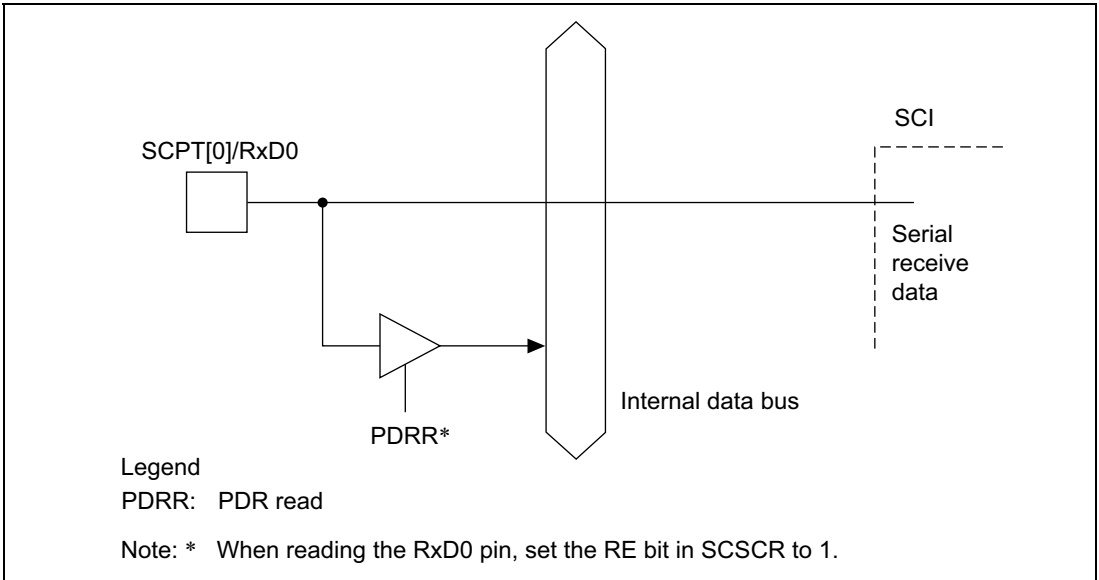 SCI
SCPT[0]/RxD0
Serial
receive
data
Internal data bus
PDRR*
Legend
PDRR: PDR read
Note: * When reading the RxD0 pin, set the RE bit in SCSCR to 1.